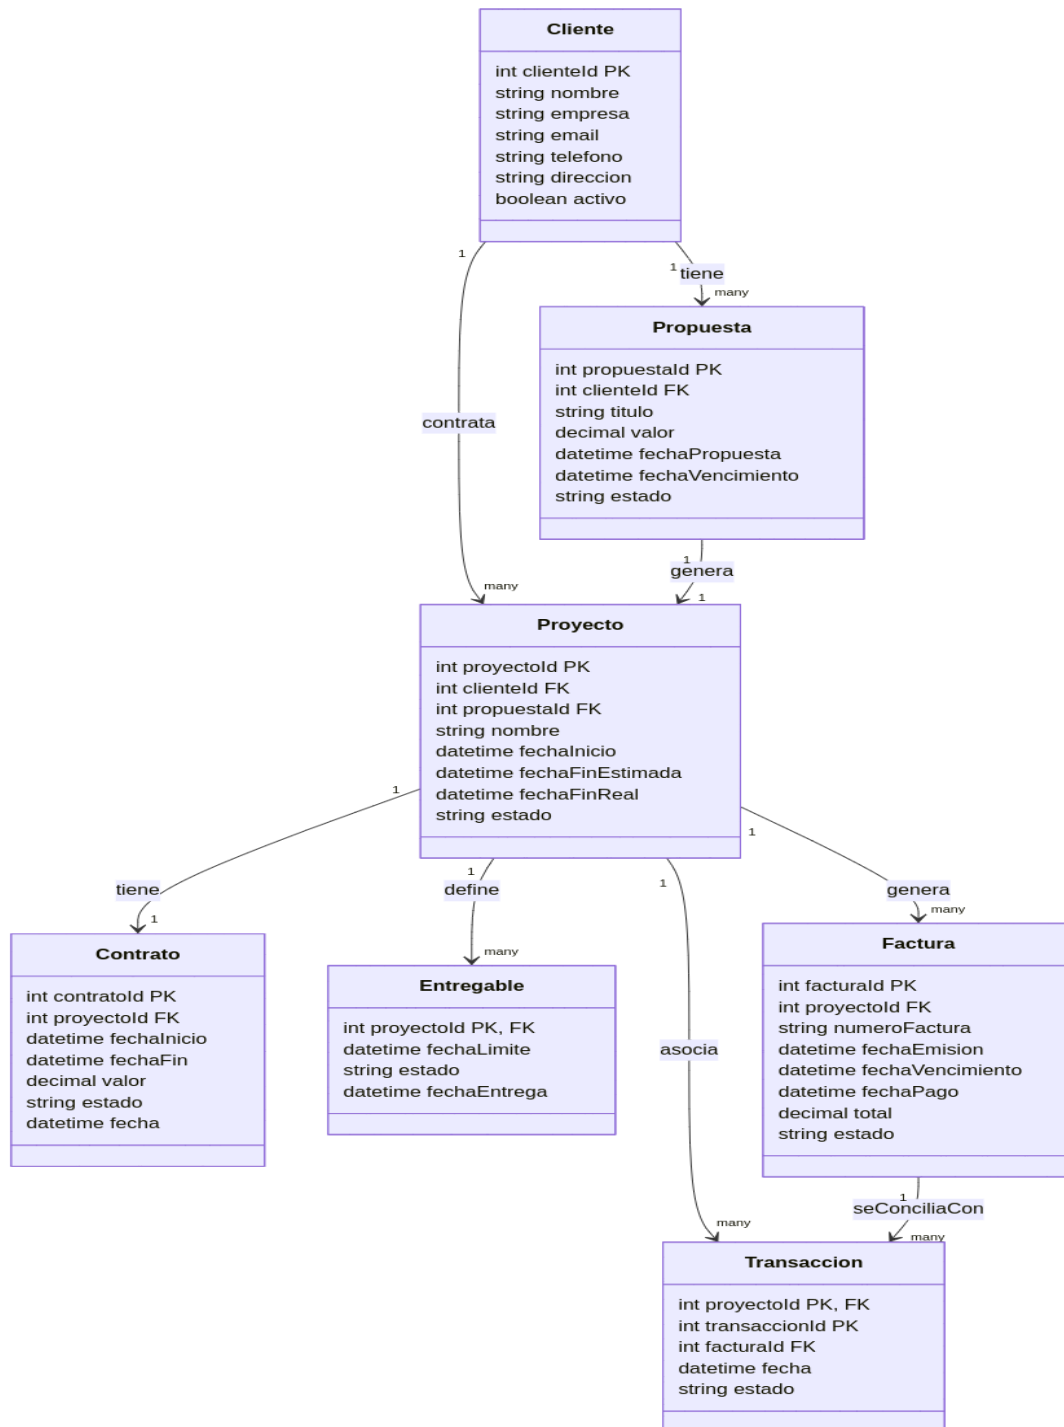 Cliente
int clienteId PK
string nombre
string empresa
string email
string telefono
string direccion
boolean activo
1
1
tiene
many
Propuesta
int propuestaId PK
int clienteId FK
string titulo
decimal valor
datetime fechaPropuesta
datetime fechaVencimiento
string estado
contrata
1
genera
many
1
Proyecto
int proyectoId PK
int clienteId FK
int propuestaId FK
string nombre
datetime fechaInicio
datetime fechaFinEstimada
datetime fechaFinReal
string estado
1
1
1
1
tiene
define
genera
1
many
many
Contrato
int contratoId PK
int proyectoId FK
datetime fechaInicio
datetime fechaFin
decimal valor
string estado
datetime fecha
Entregable
int proyectoId PK, FK
datetime fechaLimite
string estado
datetime fechaEntrega
asocia
Factura
int facturaId PK
int proyectoId FK
string numeroFactura
datetime fechaEmision
datetime fechaVencimiento
datetime fechaPago
decimal total
string estado
1
seConciliaCon
many
many
Transaccion
int proyectoId PK, FK
int transaccionId PK
int facturaId FK
datetime fecha
string estado